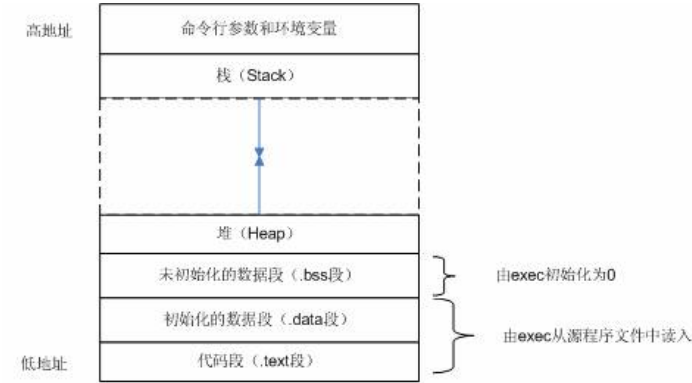 高地址
命令行参数和环境变量
栈（Stack）
堆（Heap）
未初始化的数据段（.bss段）
由exec初始化为0
初始化的数据段（.data段）
由exec从源程序文件中读入
低地址
代码段（.text段）